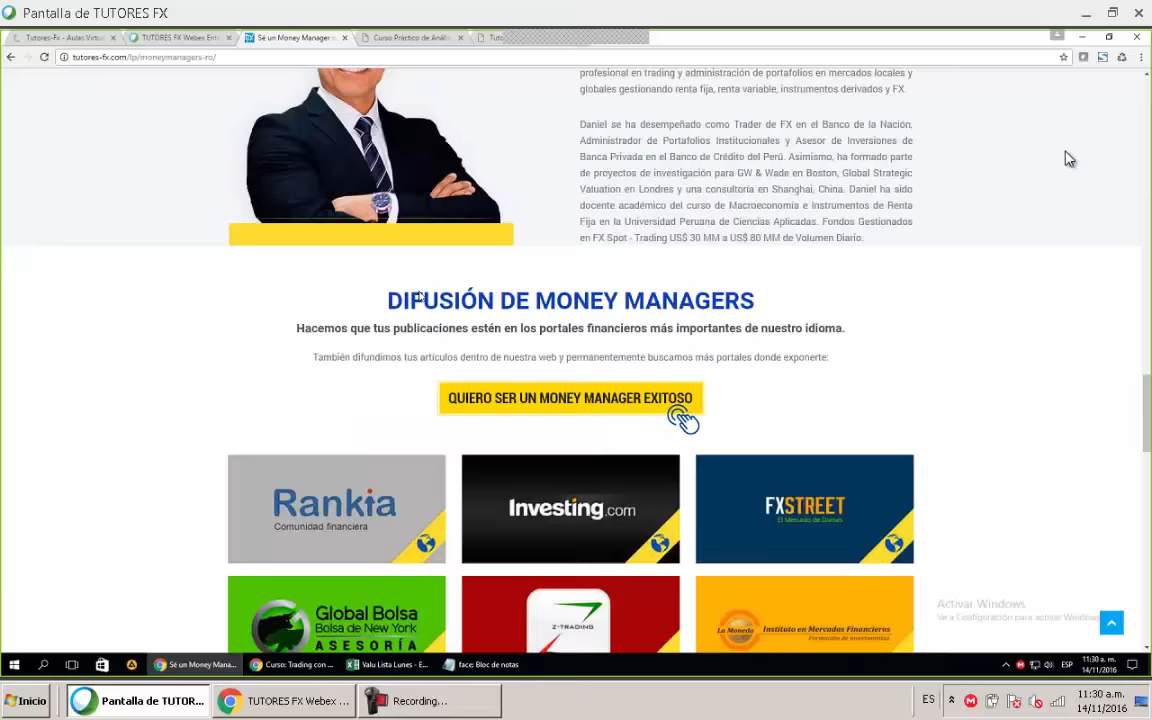 Pantalla de TUTORES FX
Tutores-Fx - Aulas Virtu
TUTORES FX Webex Ent
Sé un Money Manager
Curso Práctico de Anál
Tuto
tutores-fx.com/lp/moneymanagers-ro/
profesional en trading y administración de portafolios en mercados locales y
globales gestionando renta fija, renta variable, instrumentos derivados y FX.
Daniel se ha desempeñado como Trader de FX en el Banco de la Nación,
Administrador de Portafolios Institucionales y Asesor de Inversiones de
Banca Privada en el Banco de Crédito del Perú. Asimismo, ha formado parte
de proyectos de investigación para GW & Wade en Boston, Global Strategic
Valuation en Londres y una consultoría en Shanghai, China. Daniel ha sido
docente académico del curso de Macroeconomía e Instrumentos de Renta
Fija en la Universidad Peruana de Ciencias Aplicadas. Fondos Gestionados
en FX Spot - Trading US$ 30 MM a US$ 80 MM de Volumen Diario.
DIFUSIÓN DE MONEY MANAGERS
Hacemos que tus publicaciones estén en los portales financieros más importantes de nuestro idioma.
También difundimos tus artículos dentro de nuestra web y permanentemente buscamos más portales donde exponerte:
QUIERO SER UN MONEY MANAGER EXITOSO
Rankia
Comunidad financiera
Investing.com
FXSTREET
El Mercado de Divisas
Global Bolsa
Bolsa de New York
ASESORÍA
Z-TRADING
La Moneda
Instituto en Mercados Financieros
Formación de inversionistas
Activar Windows
Ve a Configuración para activar Windows
Sé un Money Mana...
Curso: Trading con ...
Valu Lista Lunes - E...
face: Bloc de notas
ESP
11:30 a. m.
14/11/2016
Inicio
Pantalla de TUTOR...
TUTORES FX Webex ...
Recording...
ES
11:30 a.m.
14/11/2016